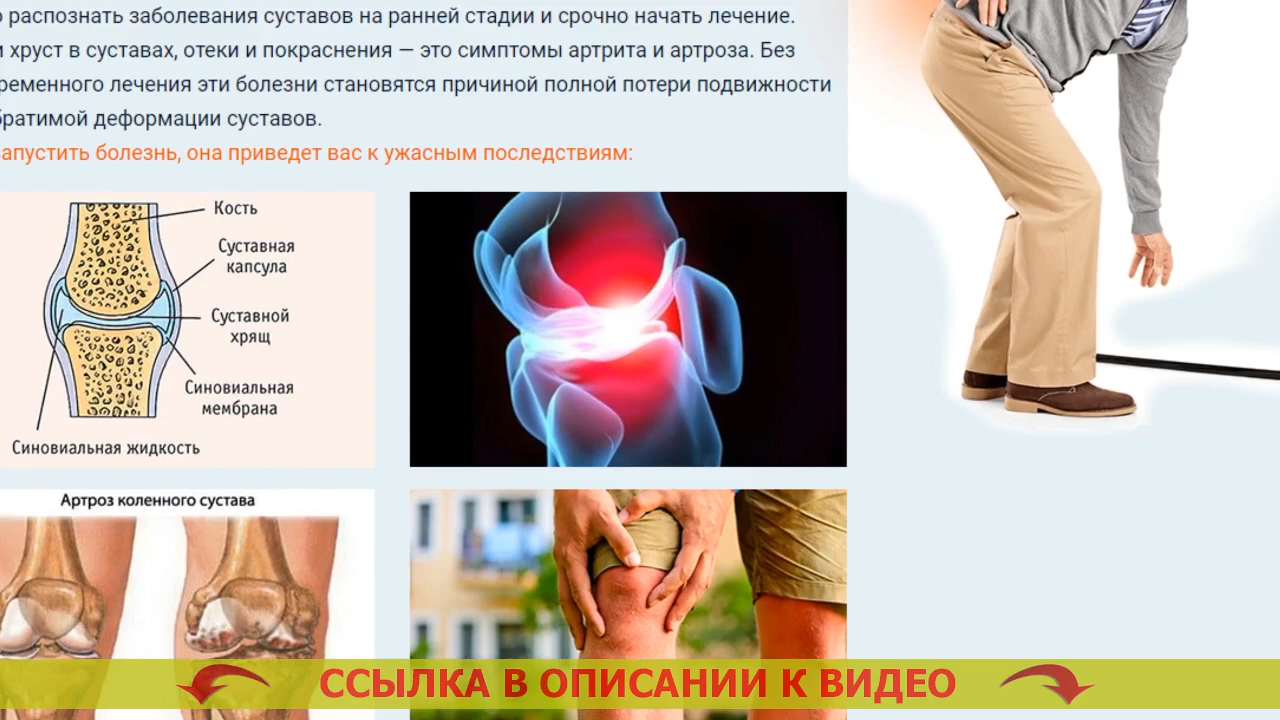 распознать заболевания суставов на ранней стадии и срочно начать лечение.
хруст в суставах, отеки и покраснения — это симптомы артрита и артроза. Без
ременного лечения эти болезни становятся причиной полной потери подвижности
братимой деформации суставов.
апустить болезнь, она приведет вас к ужасным последствиям:
Кость
Суставная
капсула
Суставной
хрящ
Синовиальная
мембрана
Синовиальная жидкость
Артроз коленного сустава
ССЫЛКА В ОПИСАНИИ К ВИДЕО